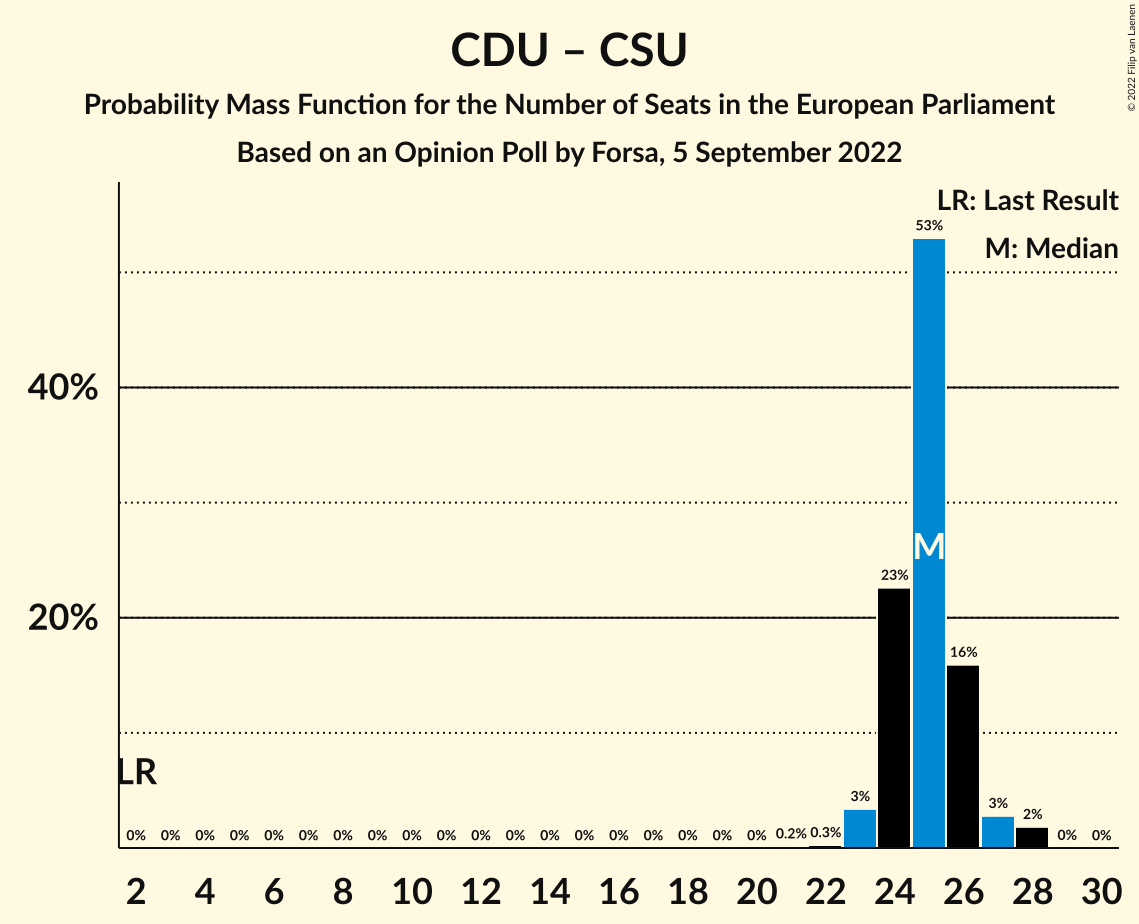 © 2022 Filip van Laenen
CDU – CSU
Probability Mass Function for the Number of Seats in the European Parliament
Based on an Opinion Poll by Forsa, 5 September 2022
LR: Last Result
M: Median
53%
40%
M
23%
20%
16%
LR
3% 3% 2%
0% 0% 0% 0% 0% 0% 0% 0% 0% 0% 0% 0% 0% 0% 0% 0% 0% 0% 0% 0.2% 0.3% 0% 0%
2 4 6 8 10 12 14 16 18 20 22 24 26 28 30